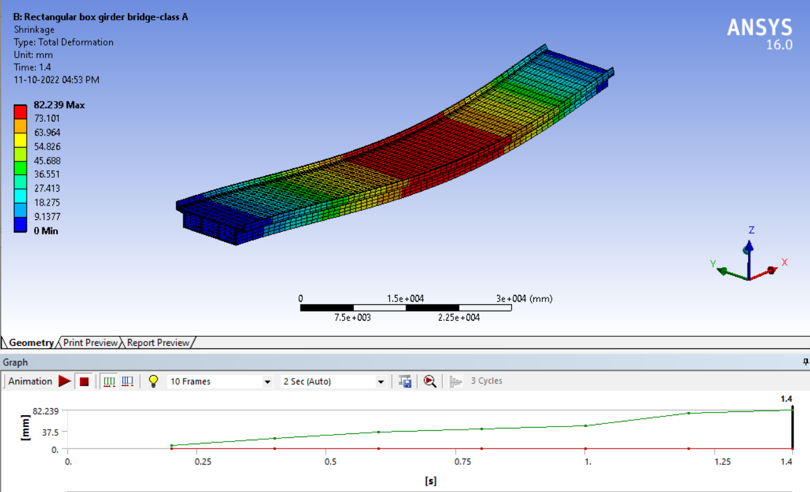 B: Rectangular box girder bridge-class A
Shrinkage
Type: Total Deformation
Unit: mm
Time: 1.4
11-10-2022 04:53 PM
ANSYS
16.0
82.239 Max
73.101
63.964
54.826
45.688
36.551
27.413
18.275
9.1377
0 Min
Z
Y
X
0
1.5e+004
3e+004 (mm)
7.5e+003
2.25e+004
Geometry
Print Preview
Report Preview
Graph
Animation
10 Frames
2 Sec (Auto)
3 Cycles
1.4
82.239
37.5
0.
[mm]
0.
0.25
0.5
0.75
1.
1.25
1.4
[s]